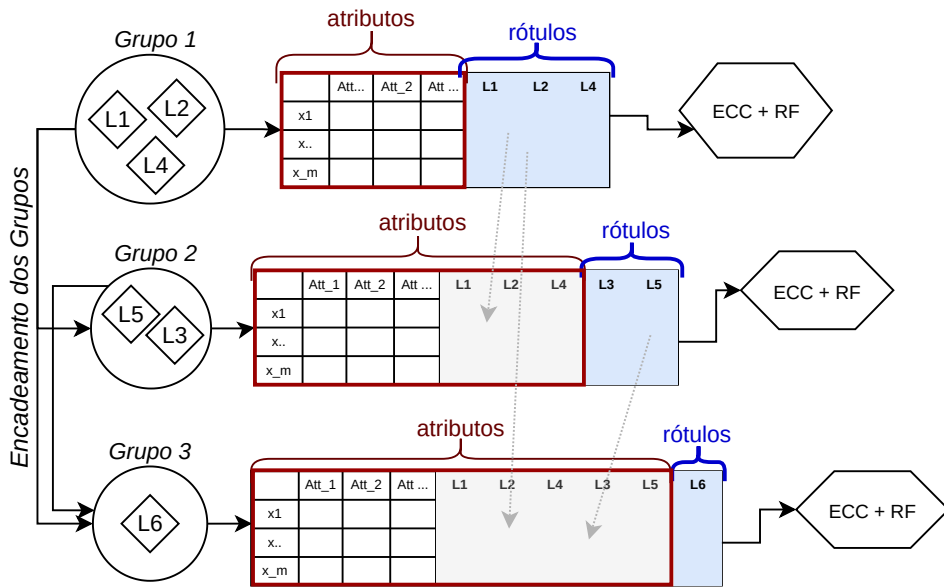 Encadeamento dos Grupos
Grupo 1
L1
L2
L4
atributos
rótulos
Att... Att_2 Att ... L1 L2 L4
x1
x..
x_m
ECC + RF
Grupo 2
L5
L3
atributos
rótulos
Att_1 Att_2 Att ... L1 L2 L4 L3 L5
x1
x..
x_m
ECC + RF
Grupo 3
L6
atributos
rótulos
Att_1 Att_2 Att ... L1 L2 L4 L3 L5 L6
x1
x..
x_m
ECC + RF